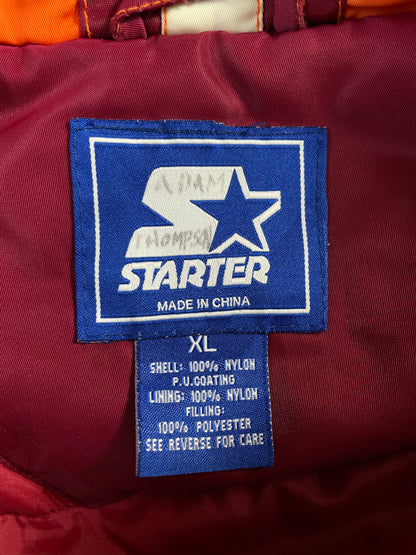 ADAM
THOMPSON
STARTER
MADE IN CHINA
XL
SHELL: 100% NYLON
P.U.COATING
LINING: 100% NYLON
FILLING:
100% POLYESTER
SEE REVERSE FOR CARE